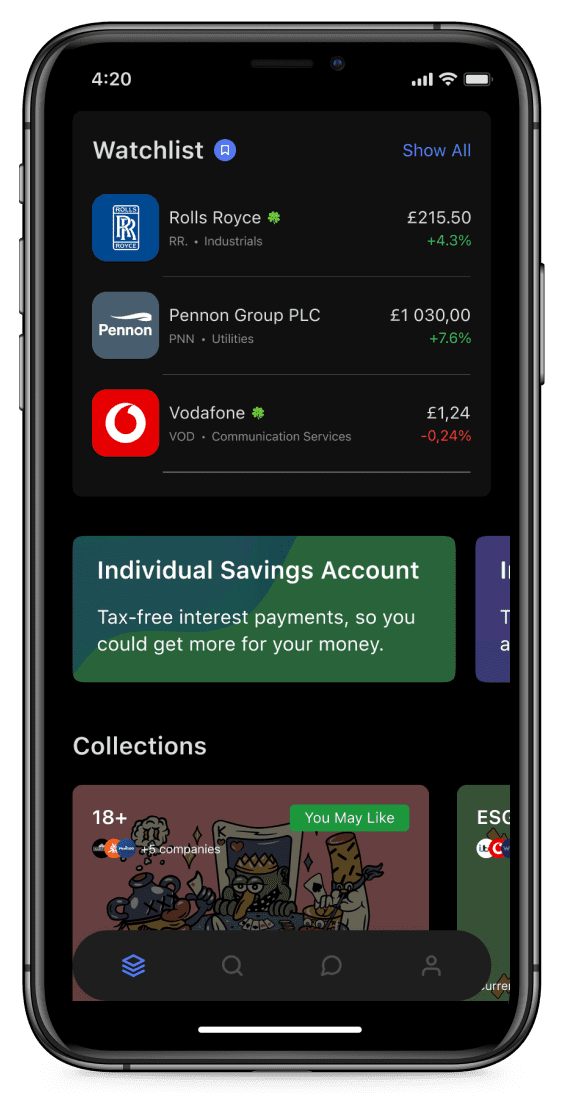 4:20
Watchlist
Show All
ROLLS
RR
ROYCE
Rolls Royce
£215.50
RR. • Industrials
+4.3%
Pennon
Pennon Group PLC
£1 030,00
PNN • Utilities
+7.6%
Vodafone
£1,24
VOD • Communication Services
-0,24%
Individual Savings Account
Tax-free interest payments, so you
could get more for your money.
Collections
18+
You May Like
+5 companies
K
ESG